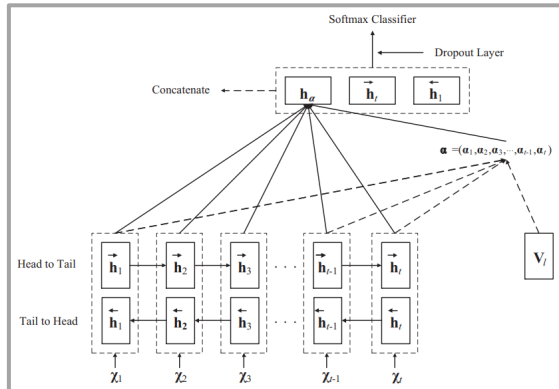 Softmax Classifier
Dropout Layer
Concatenate
h_α →h_t ←h_1
α =(α_1,α_2,α_3,···,α_{t-1},α_t)
Head to Tail →h_1 →h_2 →h_3 · · · →h_{t-1} →h_t V_l
Tail to Head ←h_1 ←h_2 ←h_3 · · · ←h_{t-1} ←h_t
χ_1 χ_2 χ_3 χ_{t-1} χ_t